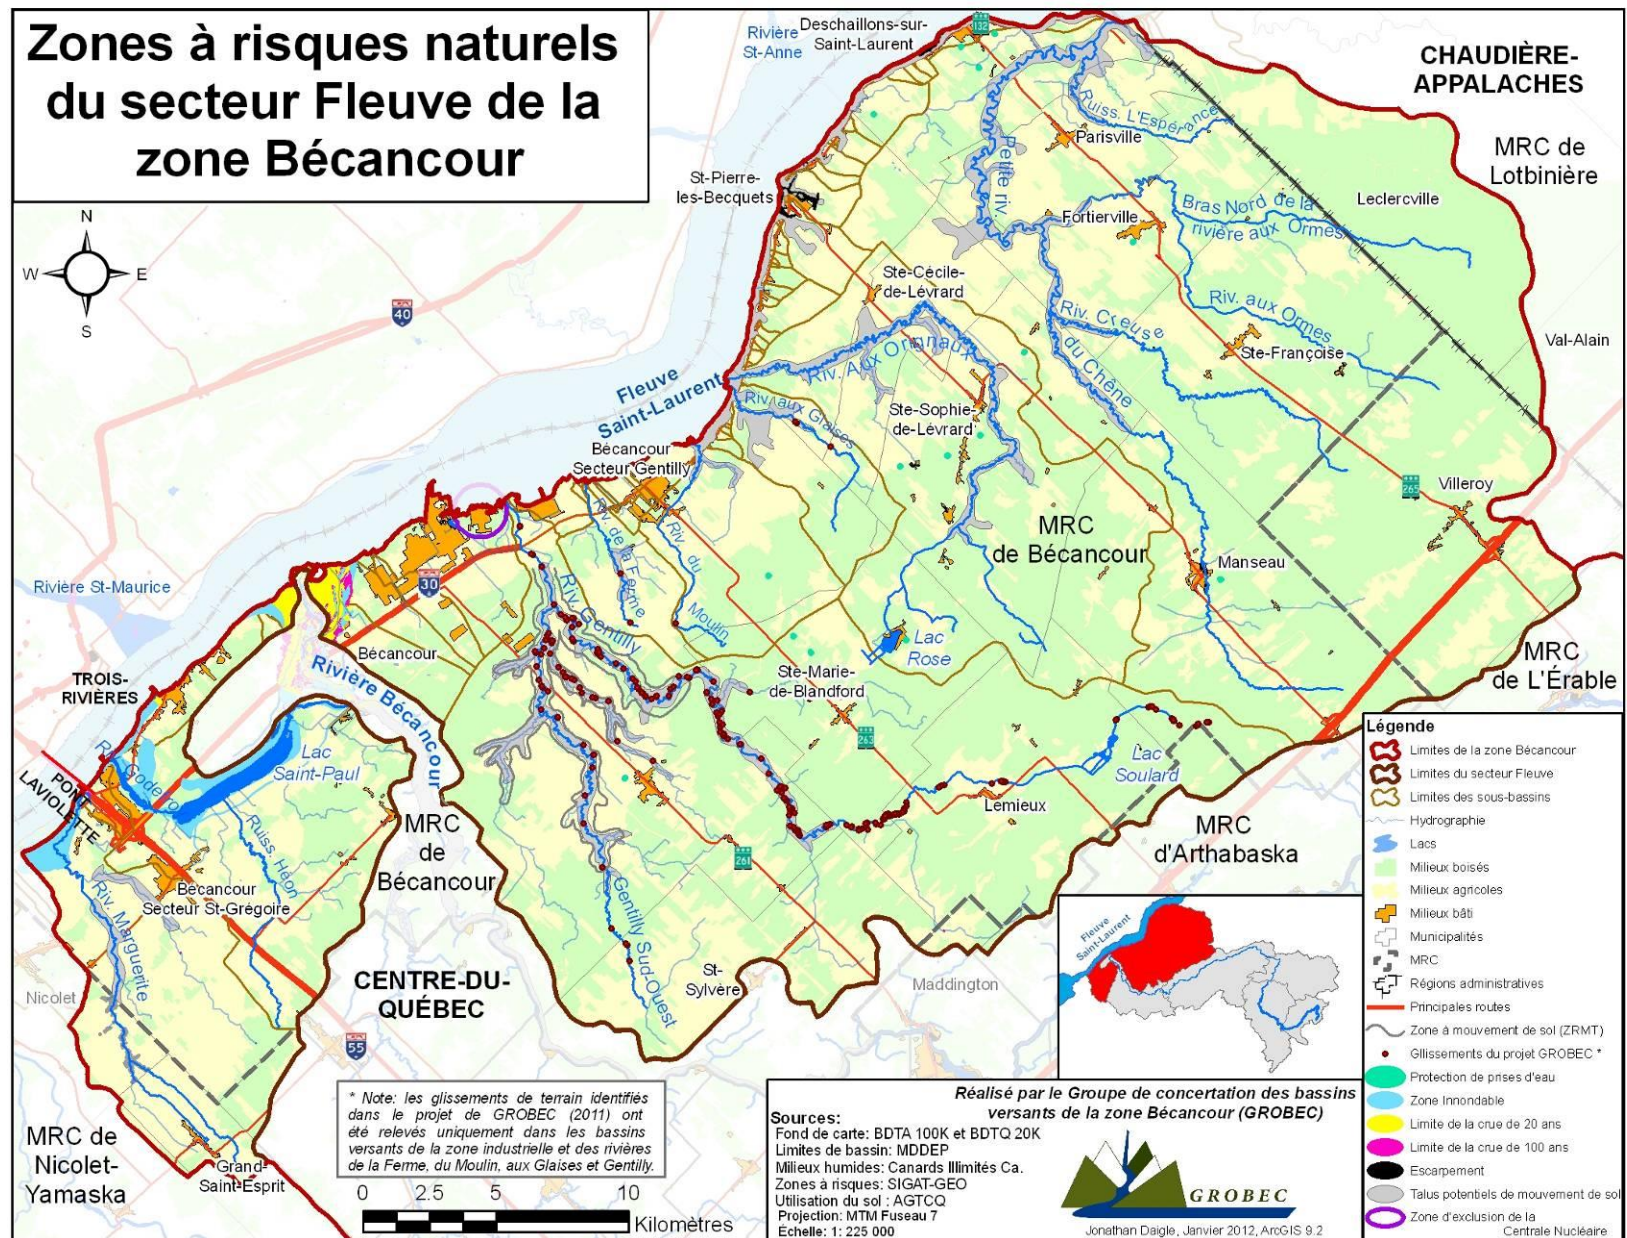 Zones à risques naturels
du secteur Fleuve de la
zone Bécancour
N
W
E
S
Rivière
St-Anne
Deschaillons-sur-
Saint-Laurent
132
CHAUDIÈRE-
APPALACHES
MRC de
Lotbinière
Ruiss. L'Espérance
Parisville
Petite riv.
St-Pierre-
les-Becquets
Leclercville
Fortierville
Bras Nord de la
rivière aux Ormes
40
Ste-Cécile-
de-Lévrard
Riv. aux Ormes
Riv. Creuse
Val-Alain
Ste-Françoise
Riv. Aux Orignaux
du Chêne
Fleuve
Saint-Laurent
Riv. aux Glaises
Ste-Sophie-
de-Lévrard
Bécancour
Secteur Gentilly
265
Villeroy
MRC
de Bécancour
Manseau
Riv. de la Ferme
Riv. du
Moulin
30
Rivière St-Maurice
Riv. Gentilly
Lac
Rose
Bécancour
Rivière Bécancour
TROIS-
RIVIÈRES
Ste-Marie-
de-Blandford
MRC
de L'Érable
263
Lac
Saint-Paul
Lac
Soulard
Riv. Godefroy
PONT
LAVIOLETTE
Lemieux
MRC
de
Bécancour
MRC
d'Arthabaska
Ruiss. Héon
261
Bécancour
Secteur St-Grégoire
Riv. Marguerite
Gentilly Sud-Ouest
St-
Sylvère
Maddington
CENTRE-DU-
QUÉBEC
Nicolet
55
MRC de
Nicolet-
Yamaska
Grand-
Saint-Esprit
* Note: les glissements de terrain identifiés
dans le projet de GROBEC (2011) ont
été relevés uniquement dans les bassins
versants de la zone industrielle et des rivières
de la Ferme, du Moulin, aux Glaises et Gentilly.
0 2.5 5 10
Kilomètres
Fleuve
Saint-Laurent
Réalisé par le Groupe de concertation des bassins
versants de la zone Bécancour (GROBEC)
Sources:
Fond de carte: BDTA 100K et BDTQ 20K
Limites de bassin: MDDEP
Milieux humides: Canards Illimités Ca.
Zones à risques: SIGAT-GEO
Utilisation du sol : AGTCQ
Projection: MTM Fuseau 7
Échelle: 1: 225 000
GROBEC
Jonathan Daigle, Janvier 2012, ArcGIS 9.2
Légende
Limites de la zone Bécancour
Limites du secteur Fleuve
Limites des sous-bassins
Hydrographie
Lacs
Milieux boisés
Milieux agricoles
Milieux bâti
Municipalités
MRC
Régions administratives
Principales routes
Zone à mouvement de sol (ZRMT)
Gllissements du projet GROBEC *
Protection de prises d'eau
Zone Innondable
Limite de la crue de 20 ans
Limite de la crue de 100 ans
Escarpement
Talus potentiels de mouvement de sol
Zone d'exclusion de la
Centrale Nucléaire